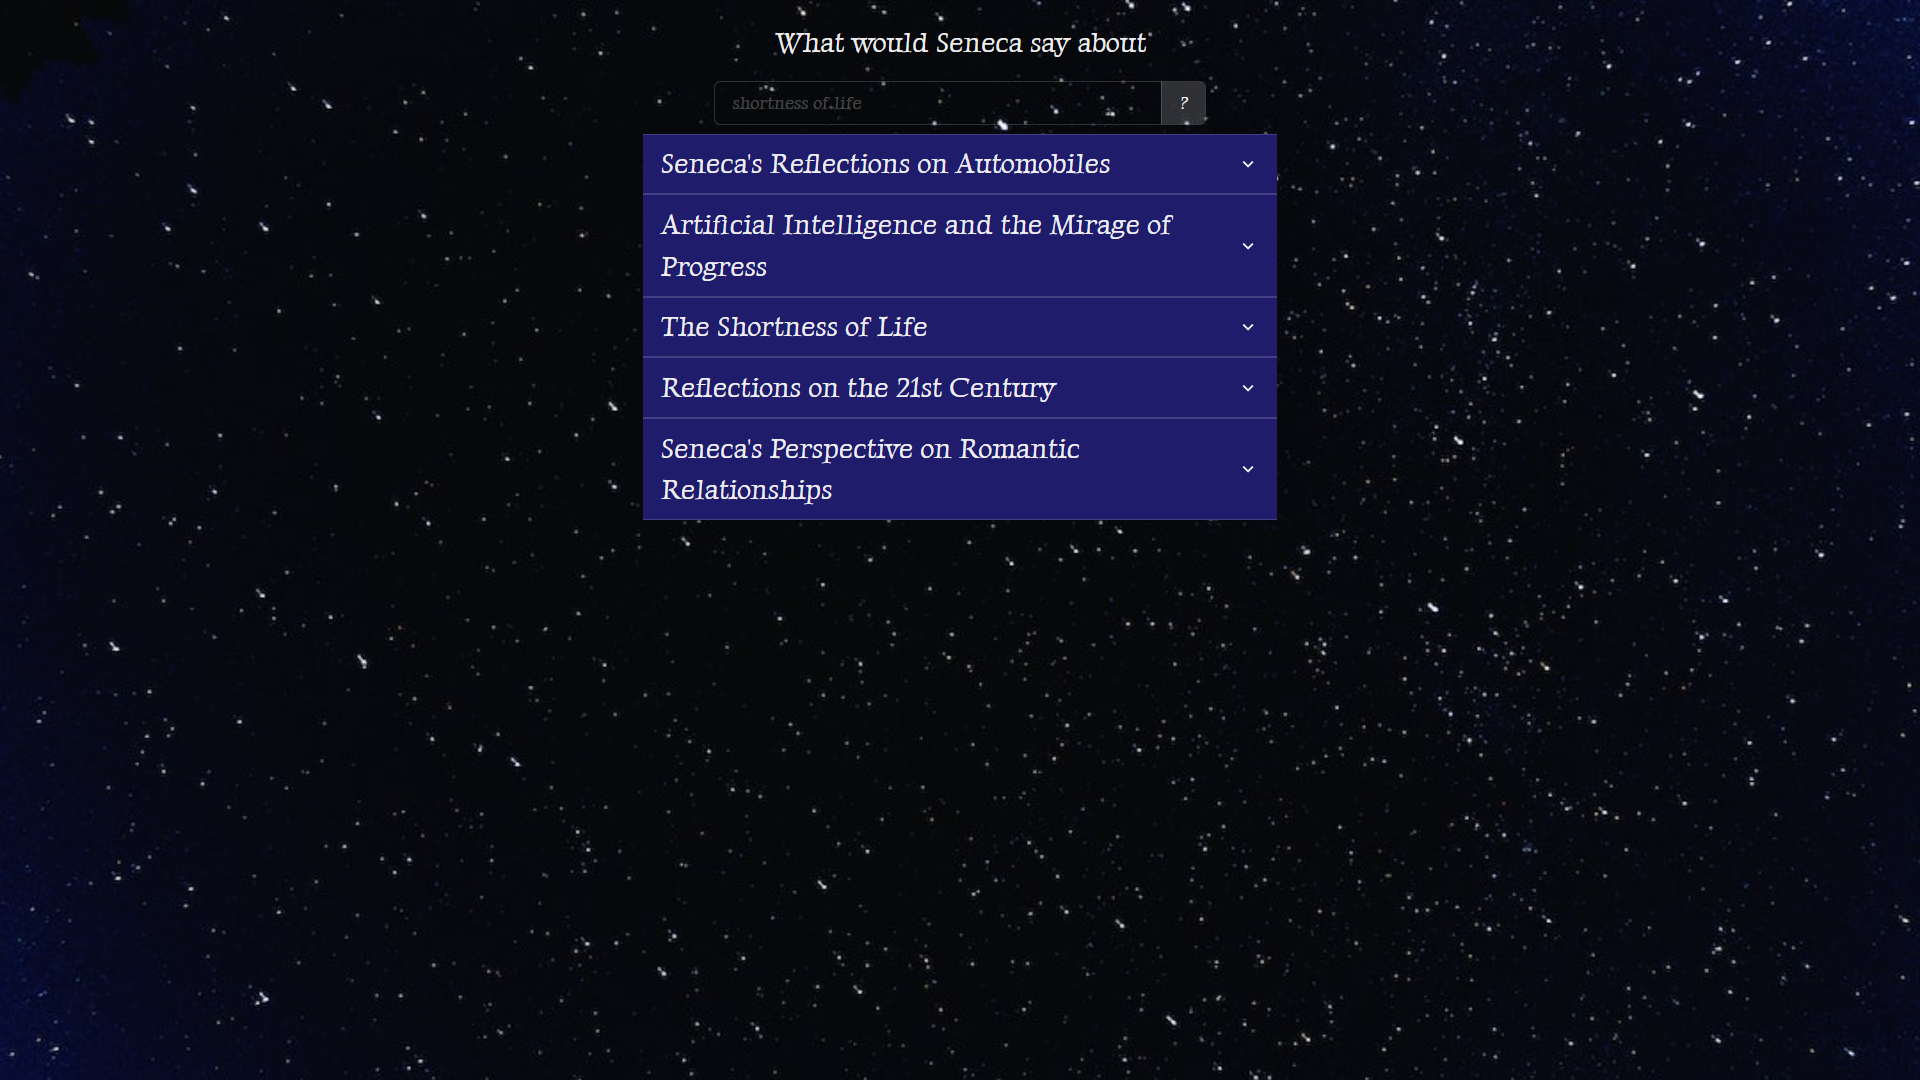 What would Seneca say about
shortness of life
?
Seneca's Reflections on Automobiles
Artificial Intelligence and the Mirage of
Progress
The Shortness of Life
Reflections on the 21st Century
Seneca's Perspective on Romantic
Relationships